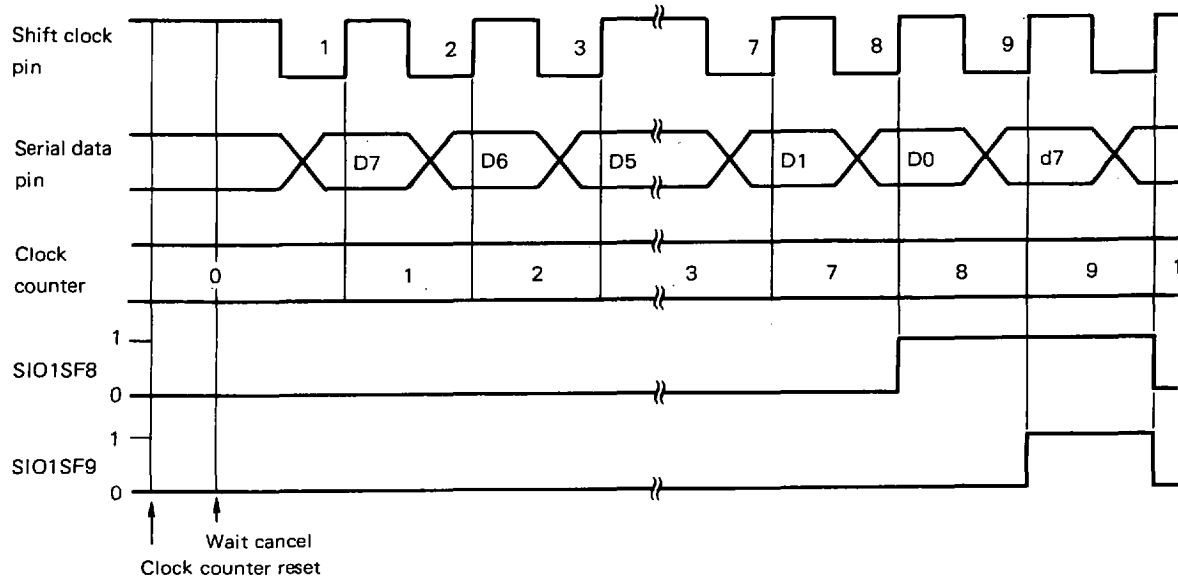 Shift clock
pin
1 2 3 7 8 9
Serial data
pin
D7 D6 D5 D1 D0 d7
Clock
counter
0 1 2 3 7 8 9 1
1
SIO1SF8
0
1
SIO1SF9
0
Wait cancel
Clock counter reset